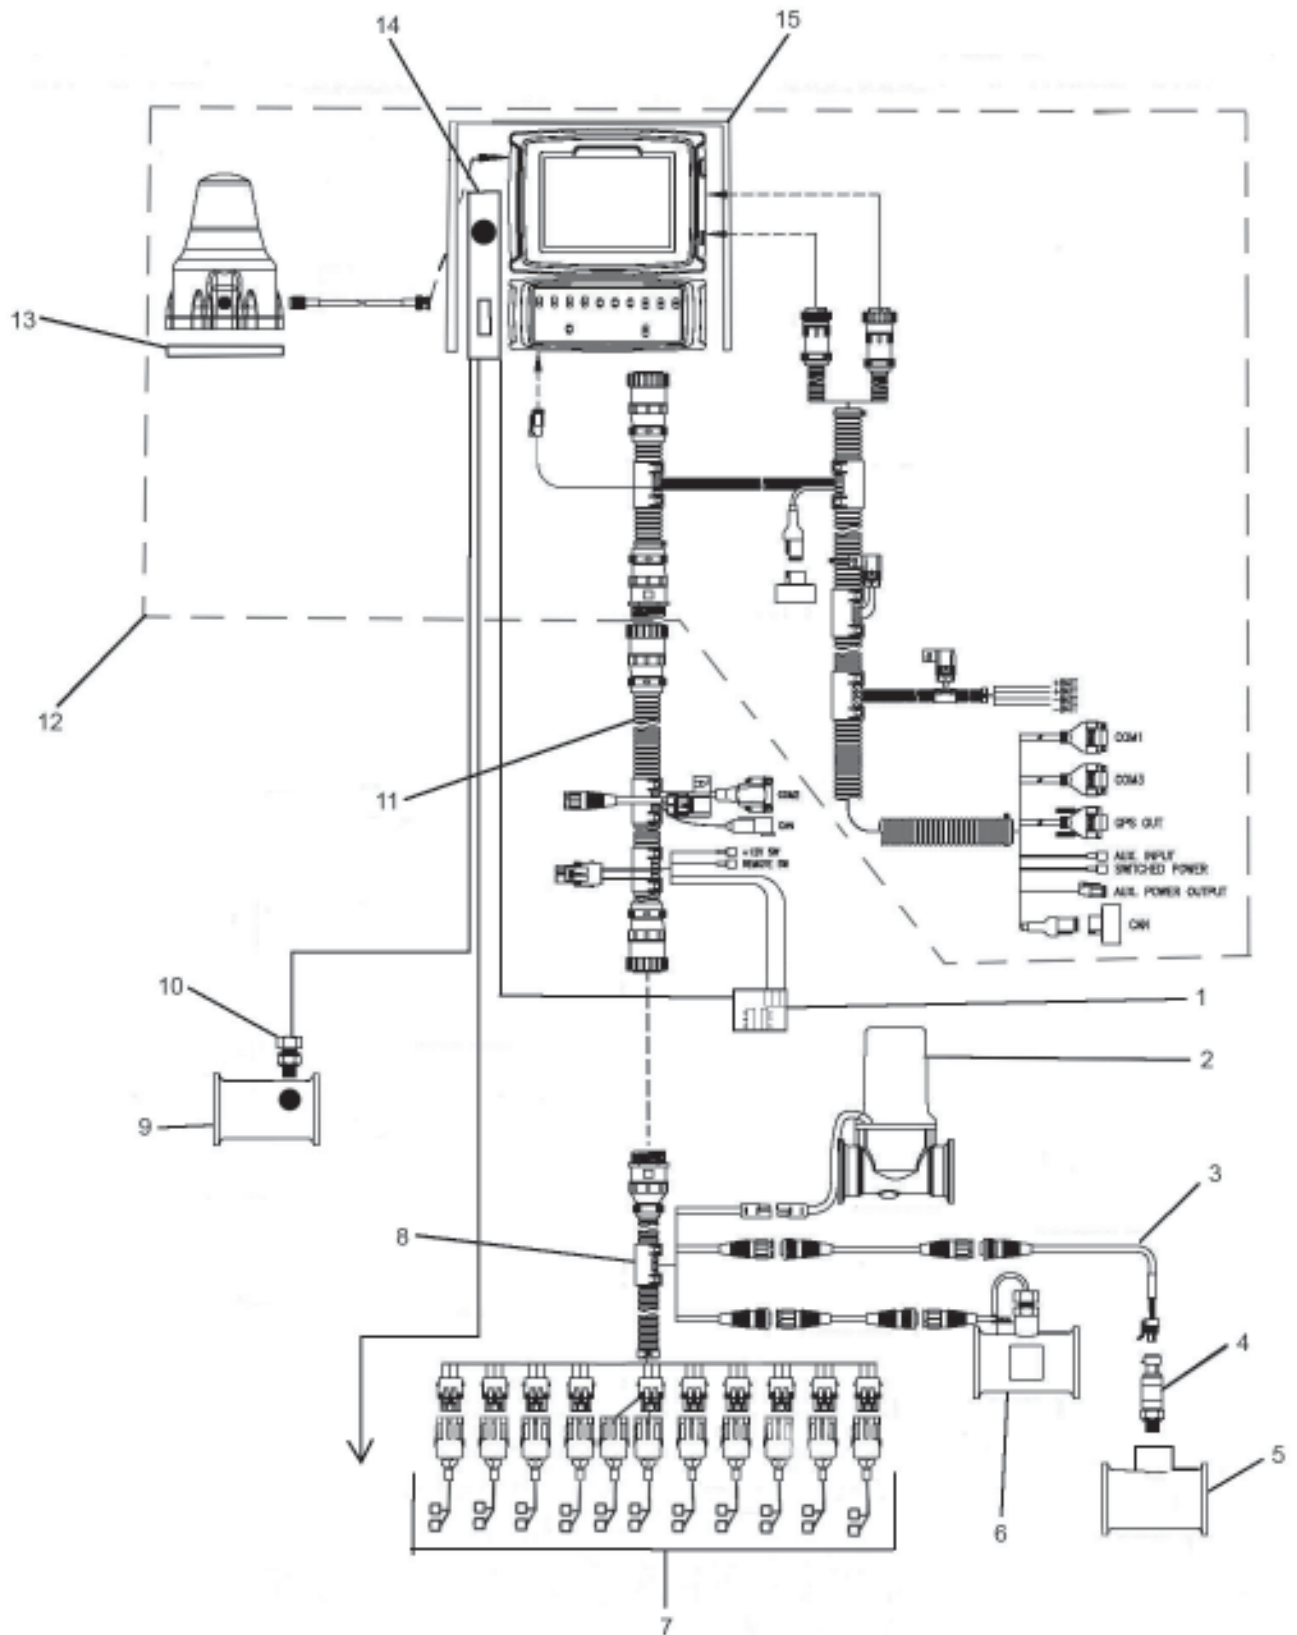 14
15
13
12
11
COM2
CAN
+12V SW
REMOTE SW
COM1
COM3
GPS OUT
AUX. INPUT
SWITCHED POWER
AUX. POWER OUTPUT
CAN
10
1
2
9
3
8
4
5
6
7